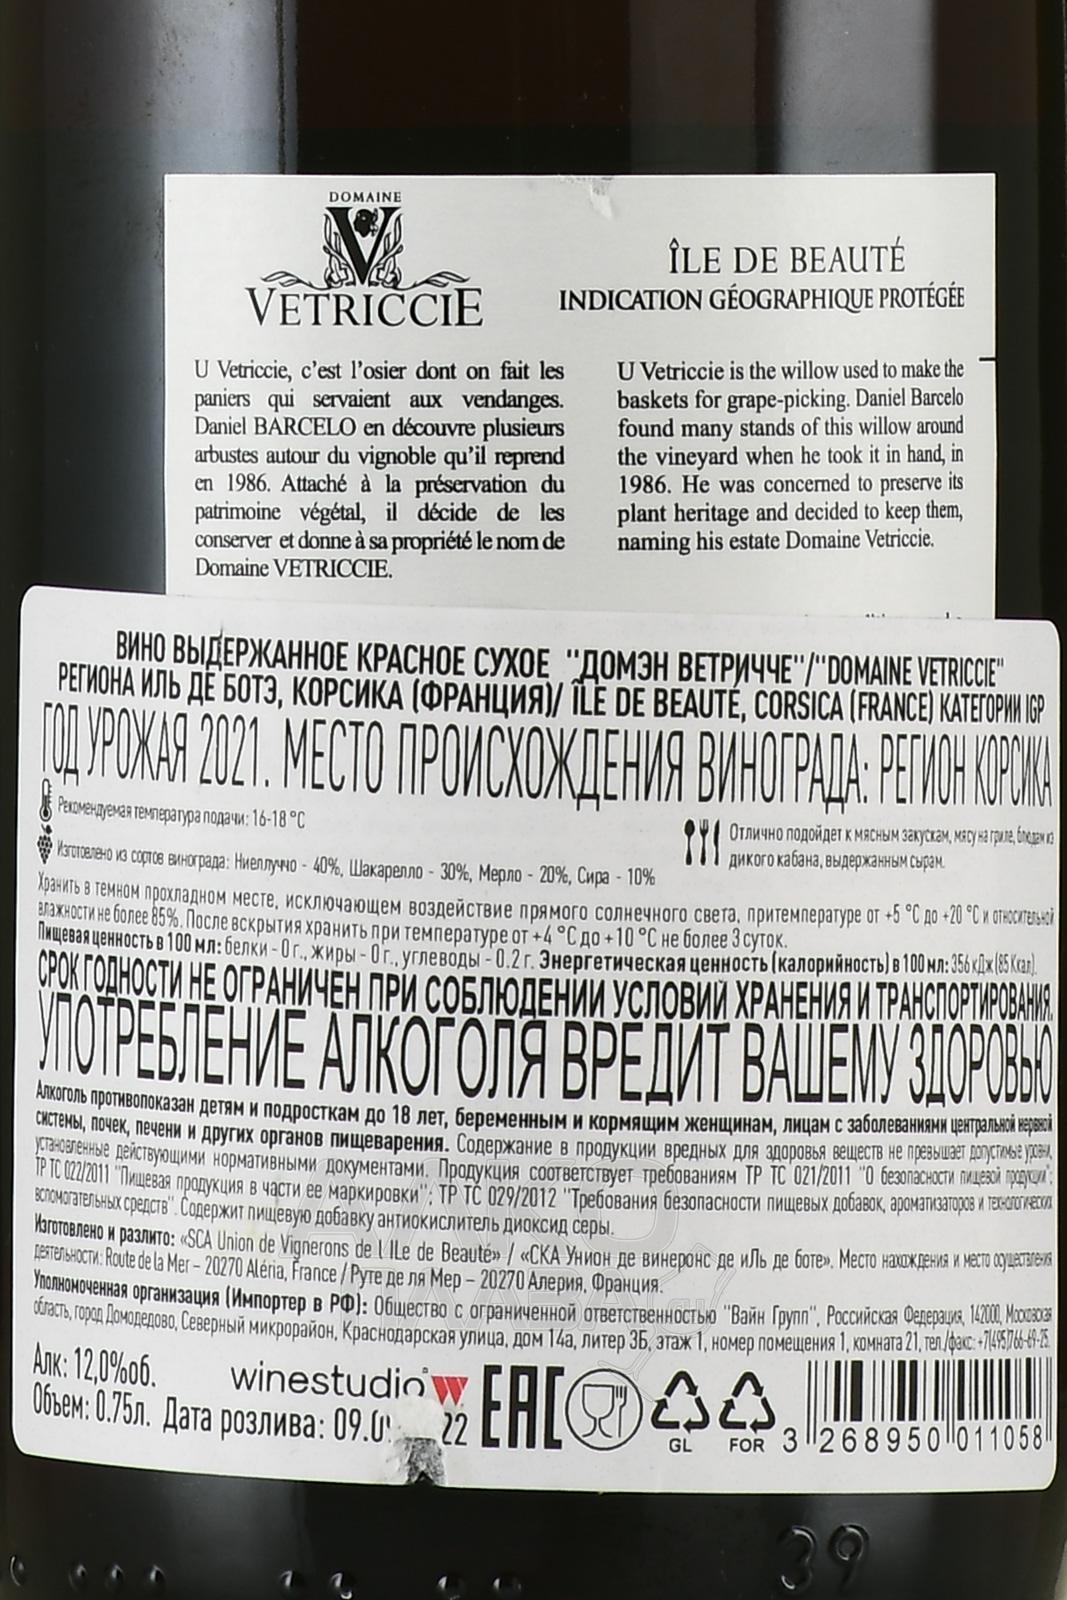 DOMAINE
VETRICCIE
ÎLE DE BEAUTÉ
INDICATION GÉOGRAPHIQUE PROTÉGÉE
U Vetriccie, c’est l’osier dont on fait les
paniers qui servaient aux vendanges.
Daniel BARCELO en découvre plusieurs
arbustes autour du vignoble qu’il reprend
en 1986. Attaché à la préservation du
patrimoine végétal, il décide de les
conserver et donne à sa propriété le nom de
Domaine VETRICCIE.
U Vetriccie is the willow used to make the
baskets for grape-picking. Daniel Barcelo
found many stands of this willow around
the vineyard when he took it in hand, in
1986. He was concerned to preserve its
plant heritage and decided to keep them,
naming his estate Domaine Vetriccie.
ВИНО ВЫДЕРЖАННОЕ КРАСНОЕ СУХОЕ "ДОМЭН ВЕТРИЧЧЕ"/"DOMAINE VETRICCIE"
РЕГИОНА ИЛЬ ДЕ БОТЭ, КОРСИКА (ФРАНЦИЯ)/ ÎLE DE BEAUTÉ, CORSICA (FRANCE) КАТЕГОРИИ IGP
ГОД УРОЖАЯ 2021. МЕСТО ПРОИСХОЖДЕНИЯ ВИНОГРАДА: РЕГИОН КОРСИКА
Рекомендуемая температура подачи: 16-18 °C
Отлично подойдет к мясным закускам, мясу на гриле, блюдам из
дикого кабана, выдержанным сырам.
Изготовлено из сортов винограда: Ниеллуччо - 40%, Шакарелло - 30%, Мерло - 20%, Сира - 10%
Хранить в темном прохладном месте, исключающем воздействие прямого солнечного света, притемпературе от +5 °C до +20 °C и относительной
влажности не более 85%. После вскрытия хранить при температуре от +4 °C до +10 °C не более 3 суток.
Пищевая ценность в 100 мл: белки - 0 г., жиры - 0 г., углеводы - 0.2 г. Энергетическая ценность (калорийность) в 100 мл: 356 кДж (85 Ккал).
СРОК ГОДНОСТИ НЕ ОГРАНИЧЕН ПРИ СОБЛЮДЕНИИ УСЛОВИЙ ХРАНЕНИЯ И ТРАНСПОРТИРОВАНИЯ.
УПОТРЕБЛЕНИЕ АЛКОГОЛЯ ВРЕДИТ ВАШЕМУ ЗДОРОВЬЮ
Алкоголь противопоказан детям и подросткам до 18 лет, беременным и кормящим женщинам, лицам с заболеваниями центральной нервной
системы, почек, печени и других органов пищеварения. Содержание в продукции вредных для здоровья веществ не превышает допустимые уровни,
установленные действующими нормативными документами. Продукция соответствует требованиям ТР ТС 021/2011 "О безопасности пищевой продукции";
ТР ТС 022/2011 "Пищевая продукция в части ее маркировки"; ТР ТС 029/2012 "Требования безопасности пищевых добавок, ароматизаторов и технологических
вспомогательных средств". Содержит пищевую добавку антиокислитель диоксид серы.
Изготовлено и разлито: «SCA Union de Vignerons de l ILe de Beauté» / «СКА Унион де винеронс де иЛь де боте». Место нахождения и место осуществления
деятельности: Route de la Mer – 20270 Aléria, France / Руте де ля Мер – 20270 Алерия, Франция.
Уполномоченная организация (Импортер в РФ): Общество с ограниченной ответственностью "Вайн Групп", Российская Федерация, 142000, Московская
область, город Домодедово, Северный микрорайон, Краснодарская улица, дом 14а, литер 3Б, этаж 1, номер помещения 1, комната 21, тел./факс: +7(495)766-69-25.
Алк: 12,0%об.
winestudio
EAC
Объем: 0.75л. Дата розлива: 09.0 22
GL
FOR
3 268950 011058
39